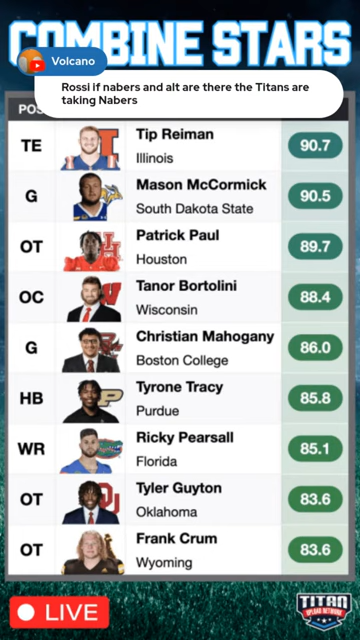 COMBINE STARS
Volcano
Rossi if nabers and alt are there the Titans are
taking Nabers
POS
TE
Tip Reiman
Illinois
90.7
G
Mason McCormick
South Dakota State
90.5
OT
Patrick Paul
Houston
89.7
OC
Tanor Bortolini
Wisconsin
88.4
G
Christian Mahogany
Boston College
86.0
HB
Tyrone Tracy
Purdue
85.8
WR
Ricky Pearsall
Florida
85.1
OT
Tyler Guyton
Oklahoma
83.6
OT
Frank Crum
Wyoming
83.6
LIVE
TITAN
UPLOAD NETWORK